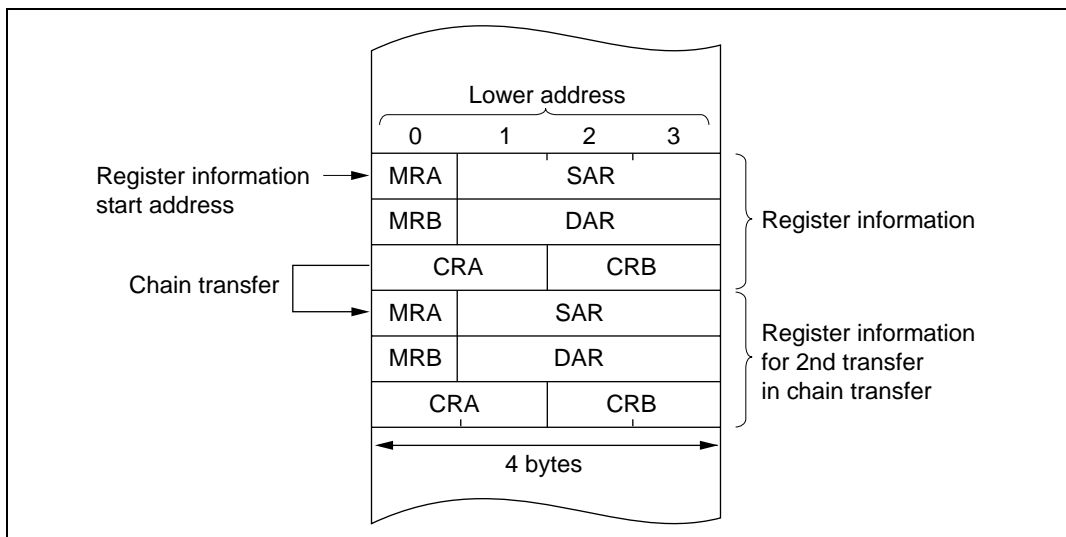 Lower address
0 1 2 3
Register information
start address
MRA SAR
MRB DAR
Register information
CRA CRB
Chain transfer
MRA SAR
Register information
for 2nd transfer
in chain transfer
MRB DAR
CRA CRB
4 bytes